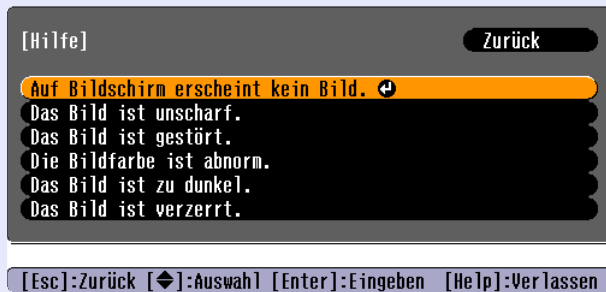 [Hilfe] Zurück
Auf Bildschirm erscheint kein Bild.
Das Bild ist unscharf.
Das Bild ist gestört.
Die Bildfarbe ist abnorm.
Das Bild ist zu dunkel.
Das Bild ist verzerrt.
[Esc]:Zurück [◆]:Auswahl [Enter]:Eingeben [Help]:Verlassen